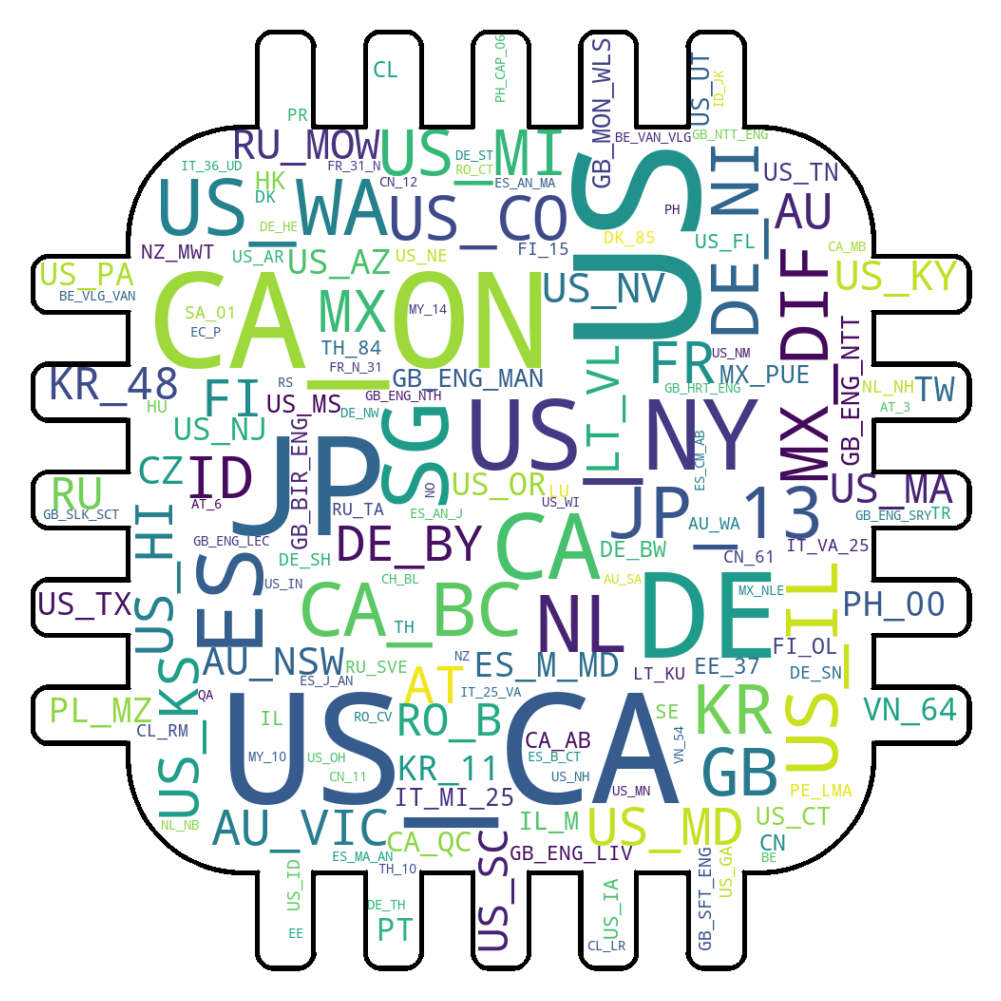 CL
PH_CAP_06
GB_MON_WLS
US_UT
ID_JK
PR
RU_MOW
US_MI
BE_VAN_VLG
GB_NTT_ENG
IT_36_UD
FR_31_N
DE_ST
RO_CT
US_TN
HK
CN_12
ES_AN_MA
DK
US_WA
US_CO
US
PH
DE_NI
AU
DE_HE
DK_85
US_FL
NZ_MWT
US_AR
US_AZ
US_NE
FI_15
CA_MB
US_PA
BE_VLG_VAN
CA_ON
US_NV
MX_DIF
US_KY
SA_01
MX
MY_14
EC_P
TH_84
FR
US_NM
GB_ENG_NTT
FR_N_31
GB_ENG_MAN
LT_VL
MX_PUE
KR_48
FI
RS
GB_ENG_NTH
GB_HRT_ENG
NL_NH
TW
HU
US_MS
DE_NW
SG
US_NY
AT_3
US_NJ
GB_BIR_ENG
JP
ES_CM_AB
CZ
ID
US_OR
LU
US_MA
RU
AT_6
RU_TA
NO
ES_AN_J
US_WI
JP_13
AU_WA
GB_SLK_SCT
GB_ENG_SRY
TR
US_HI
GB_ENG_LEC
DE_BY
CA
DE_BW
IT_VA_25
DE_SH
CN_61
ES
US_IN
CH_BL
AU_SA
DE
MX_NLE
US_IL
US_TX
CA_BC
NL
PH_00
TH
FI_OL
AU_NSW
RU_SVE
NZ
ES_M_MD
LT_KU
EE_37
DE_SN
US_KS
QA
ES_J_AN
AT
IT_25_VA
PL_MZ
CL_RM
IL
RO_CV
RO_B
SE
KR
VN_64
US_CA
CA_AB
VN_54
MY_10
US_OH
ES_B_CT
GB
CN_11
KR_11
US_NH
US_MN
PE_LMA
IT_MI_25
NL_NB
AU_VIC
CA_QC
US_SC
IL_M
US_MD
US_CT
CN
ES_MA_AN
GB_ENG_LIV
BE
US_ID
TH_10
US_IA
GB_SFT_ENG
US_GA
DE_TH
EE
PT
CL_LR